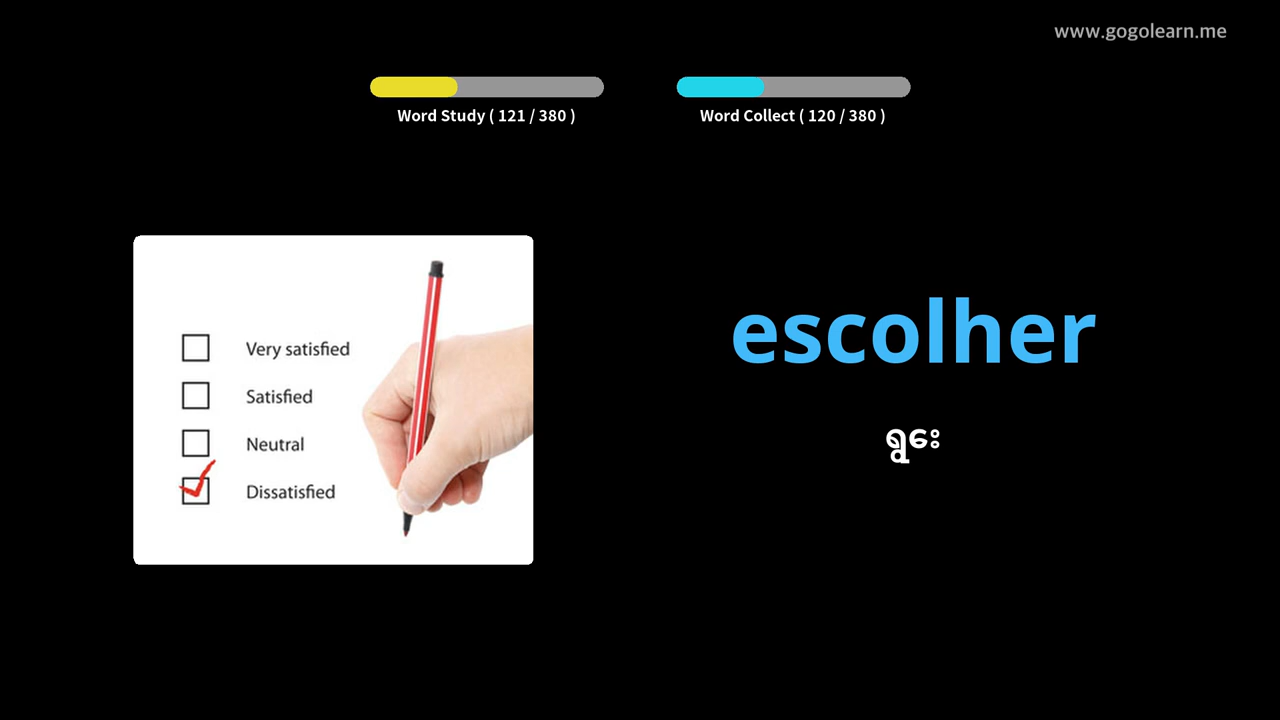 www.gogolearn.me
Word Study ( 121 / 380 )
Word Collect ( 120 / 380 )
escolher
ရွေး
Very satisfied
Satisfied
Neutral
Dissatisfied